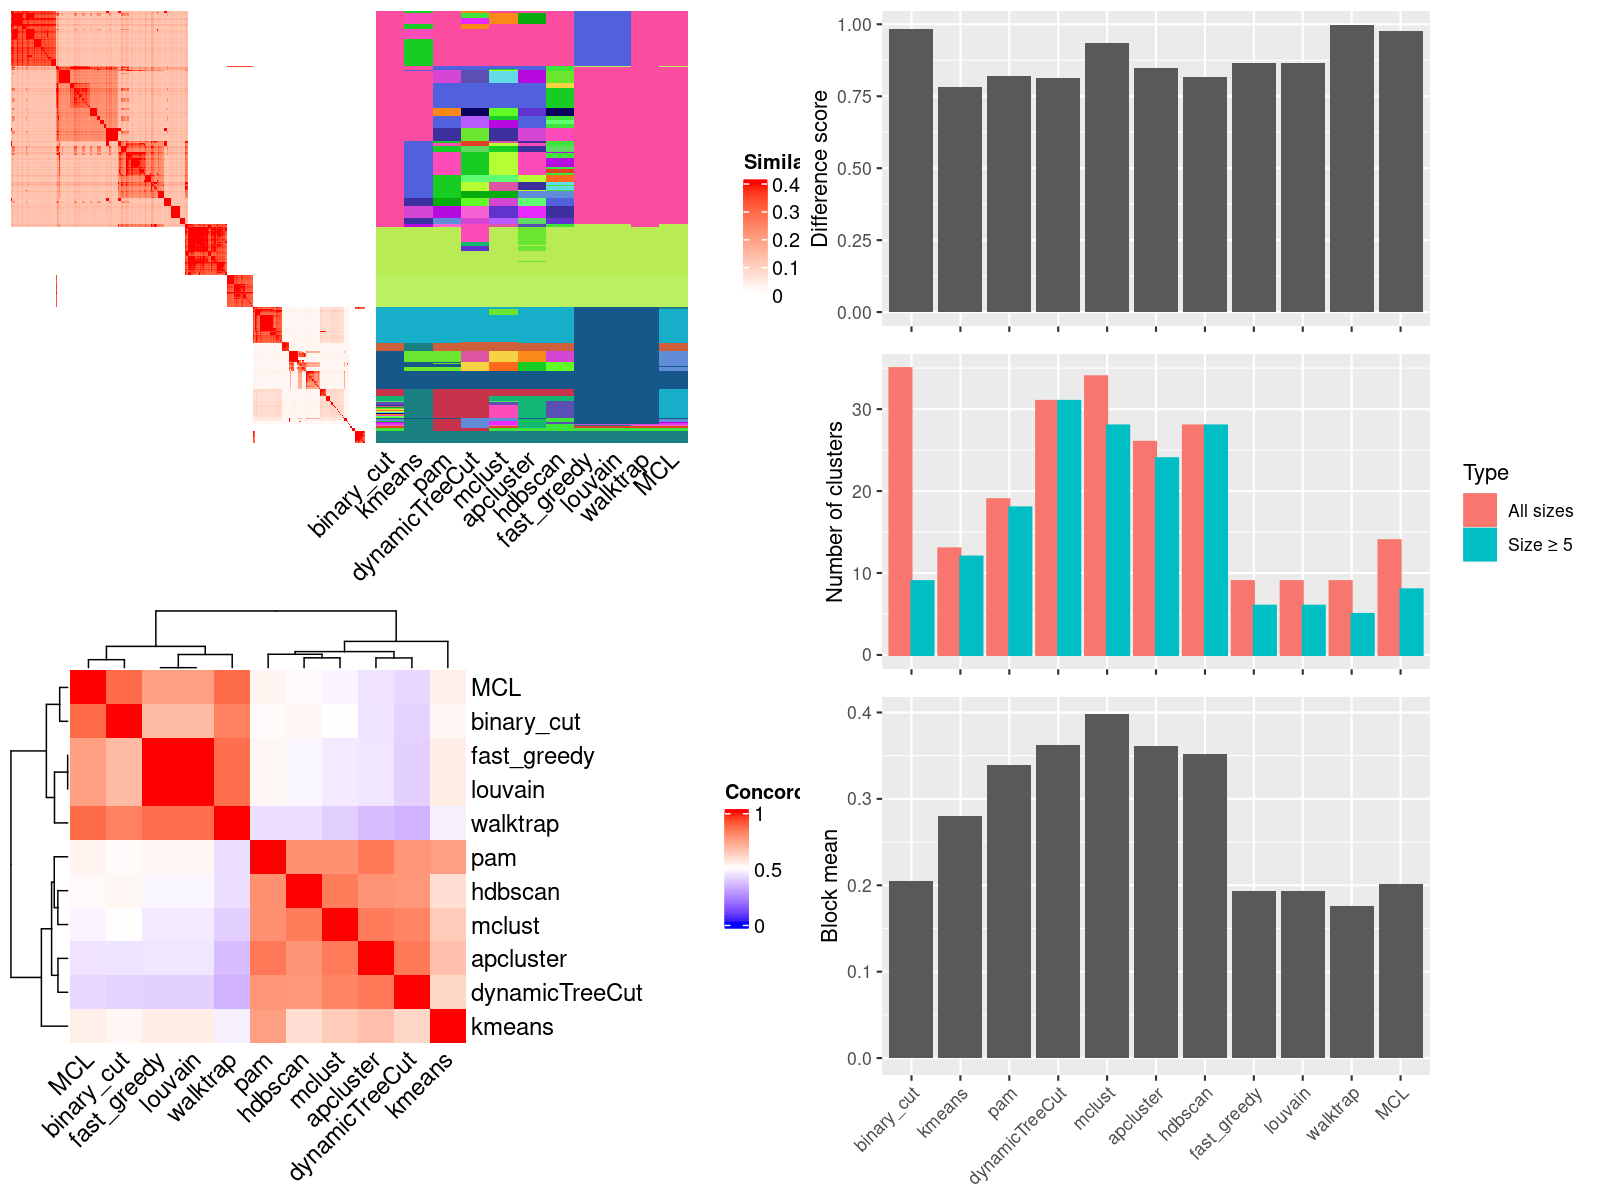 Simila
0.4
0.3
0.2
0.1
0
binary_cut
kmeans
pam
dynamicTreeCut
mclust
apcluster
hdbscan
fast_greedy
louvain
walktrap
MCL
MCL
binary_cut
fast_greedy
louvain
walktrap
pam
hdbscan
mclust
apcluster
dynamicTreeCut
kmeans
MCL
binary_cut
fast_greedy
louvain
walktrap
pam
hdbscan
mclust
apcluster
dynamicTreeCut
kmeans
Concord
1
0.5
0
Difference score
1.00
0.75
0.50
0.25
0.00
Number of clusters
30
20
10
0
Type
All sizes
Size ≥ 5
Block mean
0.4
0.3
0.2
0.1
0.0
binary_cut
kmeans
pam
dynamicTreeCut
mclust
apcluster
hdbscan
fast_greedy
louvain
walktrap
MCL